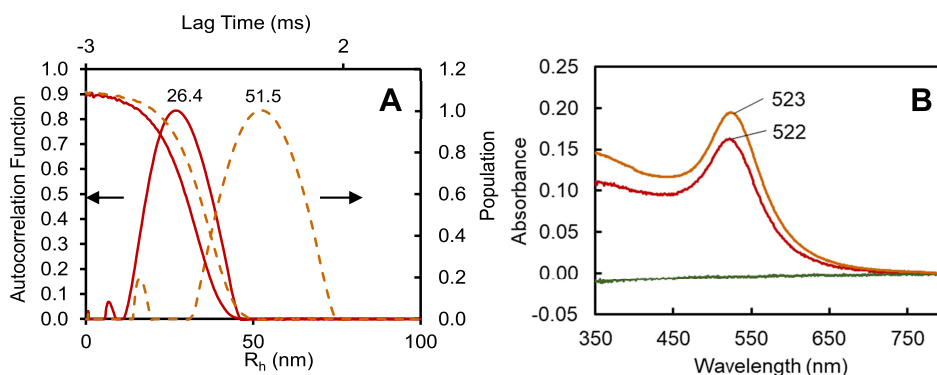 Lag Time (ms)
-3 2
1.0 0.9 0.8 0.7 0.6 0.5 0.4 0.3 0.2 0.1 0.0
Autocorrelation Function
26.4 51.5
A
1.2 1.0 0.8 0.6 0.4 0.2 0.0
Population
0 50 100
Rh (nm)
0.25 0.20 0.15 0.10 0.05 0.00 -0.05
Absorbance
B
523
522
350 450 550 650 750
Wavelength (nm)